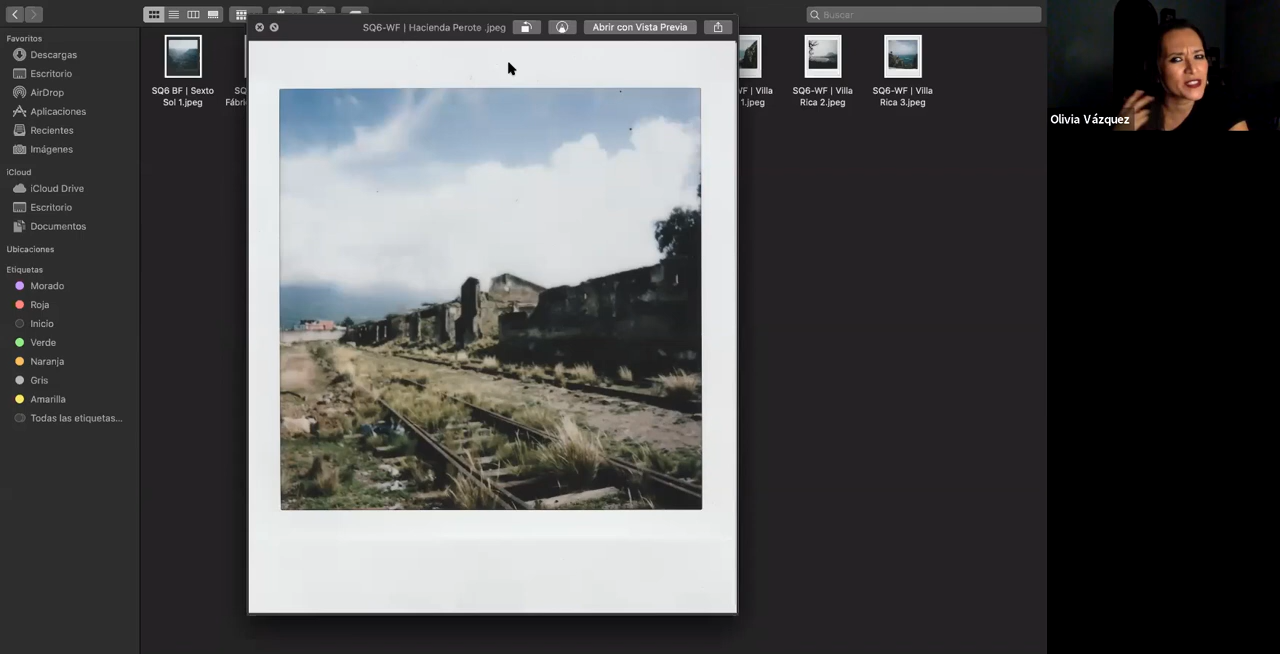 SQ6-WF | Hacienda Perote .jpeg
Abrir con Vista Previa
Buscar
Favoritos
Descargas
Escritorio
AirDrop
Aplicaciones
Recientes
Imágenes
iCloud
iCloud Drive
Escritorio
Documentos
Ubicaciones
Etiquetas
Morado
Roja
Inicio
Verde
Naranja
Gris
Amarilla
Todas las etiquetas...
SQ6 BF | Sexto
Sol 1.jpeg
WF | Villa
1.jpeg
SQ6-WF | Villa
Rica 2.jpeg
SQ6-WF | Villa
Rica 3.jpeg
Olivia Vázquez